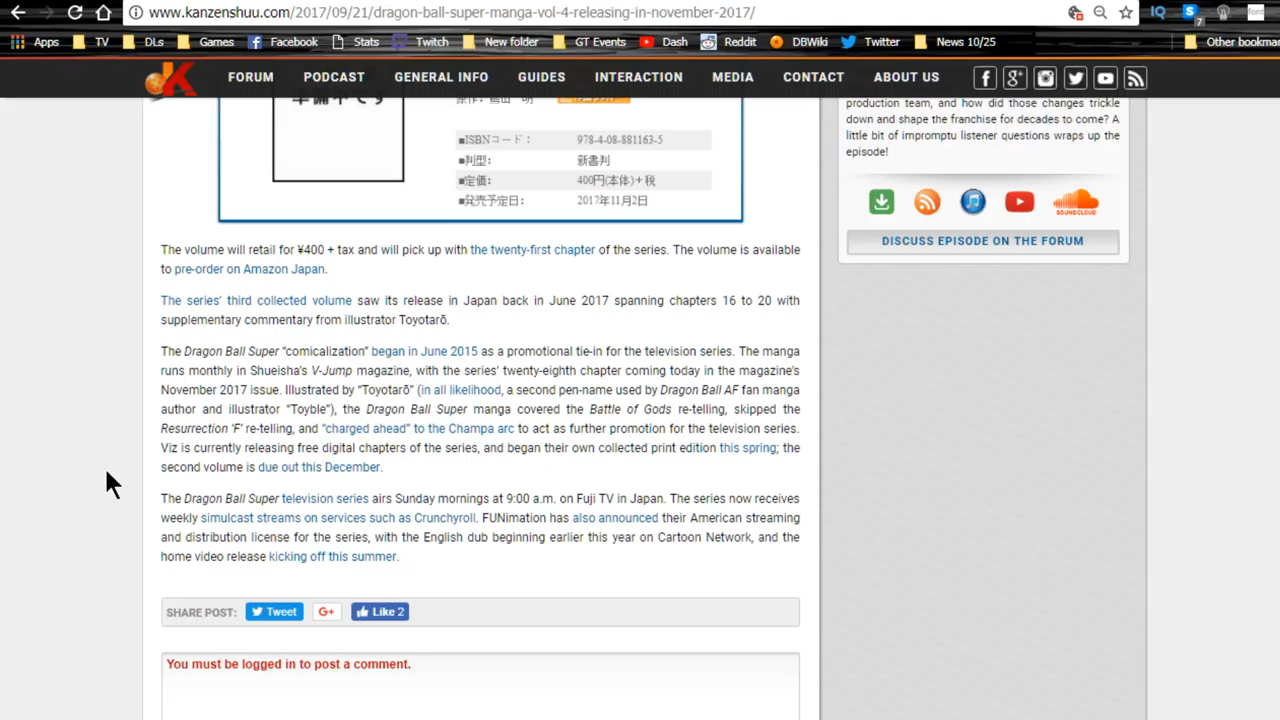 www.kanzenshuu.com/2017/09/21/dragon-ball-super-manga-vol-4-releasing-in-november-2017/
Apps TV DLs Games Facebook Stats Twitch New folder GT Events Dash Reddit DBWiki Twitter News 10/25 Other bookmar
FORUM PODCAST GENERAL INFO GUIDES INTERACTION MEDIA CONTACT ABOUT US
準備中です
■ISBNコード: 978-4-08-881163-5
■判型: 新書判
■定価: 400円(本体)+税
■発売予定日: 2017年11月2日
The volume will retail for ¥400 + tax and will pick up with the twenty-first chapter of the series. The volume is available
to pre-order on Amazon Japan.
The series' third collected volume saw its release in Japan back in June 2017 spanning chapters 16 to 20 with
supplementary commentary from illustrator Toyotarō.
The Dragon Ball Super "comicalization" began in June 2015 as a promotional tie-in for the television series. The manga
runs monthly in Shueisha's V-Jump magazine, with the series' twenty-eighth chapter coming today in the magazine's
November 2017 issue. Illustrated by "Toyotarō" (in all likelihood, a second pen-name used by Dragon Ball AF fan manga
author and illustrator "Toyble"), the Dragon Ball Super manga covered the Battle of Gods re-telling, skipped the
Resurrection 'F' re-telling, and "charged ahead" to the Champa arc to act as further promotion for the television series.
Viz is currently releasing free digital chapters of the series, and began their own collected print edition this spring; the
second volume is due out this December.
The Dragon Ball Super television series airs Sunday mornings at 9:00 a.m. on Fuji TV in Japan. The series now receives
weekly simulcast streams on services such as Crunchyroll. FUNimation has also announced their American streaming
and distribution license for the series, with the English dub beginning earlier this year on Cartoon Network, and the
home video release kicking off this summer.
SHARE POST: Tweet G+ Like 2
You must be logged in to post a comment.
production team, and how did those changes trickle
down and shape the franchise for decades to come? A
little bit of impromptu listener questions wraps up the
episode!
SOUNDCLOUD
DISCUSS EPISODE ON THE FORUM